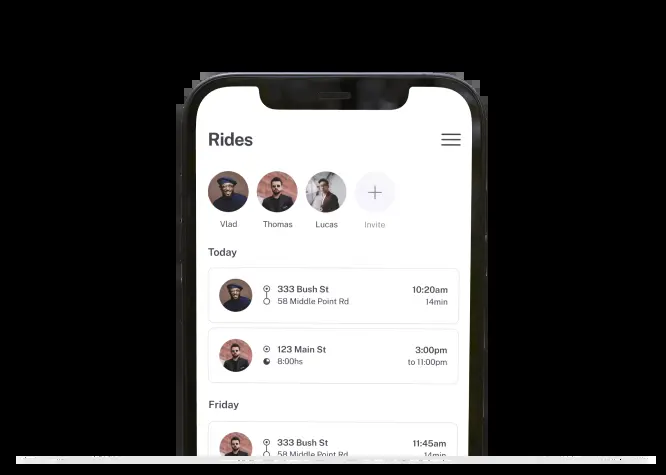 Rides
Vlad Thomas Lucas Invite
Today
333 Bush St 10:20am
58 Middle Point Rd 14min
123 Main St 3:00pm
8:00hs to 11:00pm
Friday
333 Bush St 11:45am
58 Middle Point Rd 14min